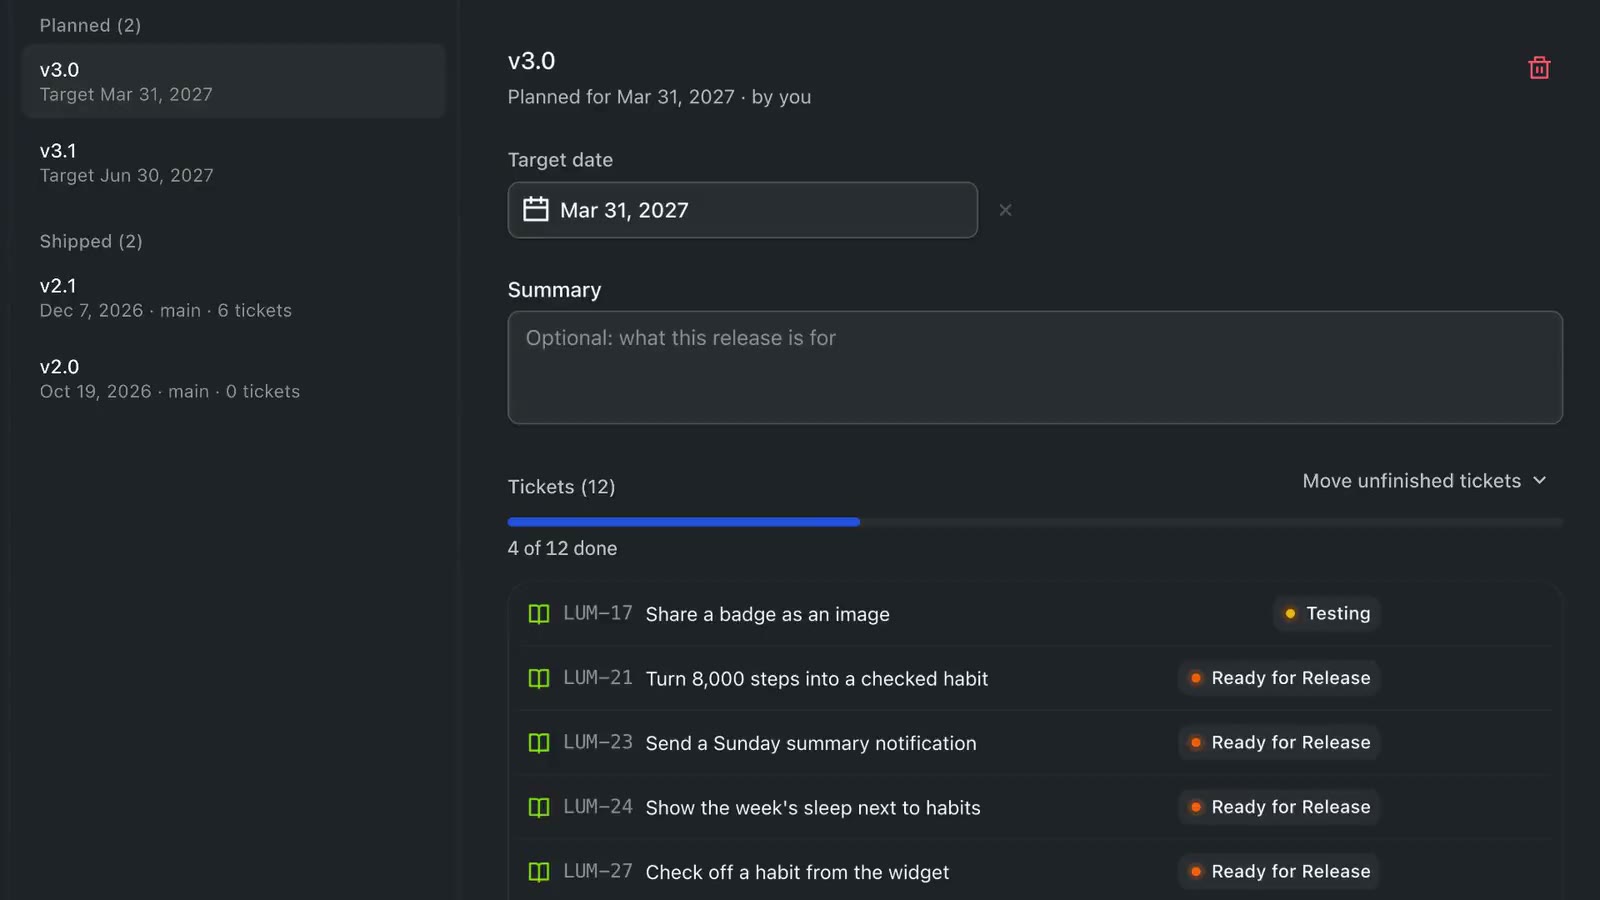 Planned (2)
v3.0
Target Mar 31, 2027
v3.1
Target Jun 30, 2027
Shipped (2)
v2.1
Dec 7, 2026 · main · 6 tickets
v2.0
Oct 19, 2026 · main · 0 tickets
v3.0
Planned for Mar 31, 2027 · by you
Target date
Mar 31, 2027
Summary
Optional: what this release is for
Tickets (12)
Move unfinished tickets
4 of 12 done
LUM-17 Share a badge as an image Testing
LUM-21 Turn 8,000 steps into a checked habit Ready for Release
LUM-23 Send a Sunday summary notification Ready for Release
LUM-24 Show the week's sleep next to habits Ready for Release
LUM-27 Check off a habit from the widget Ready for Release